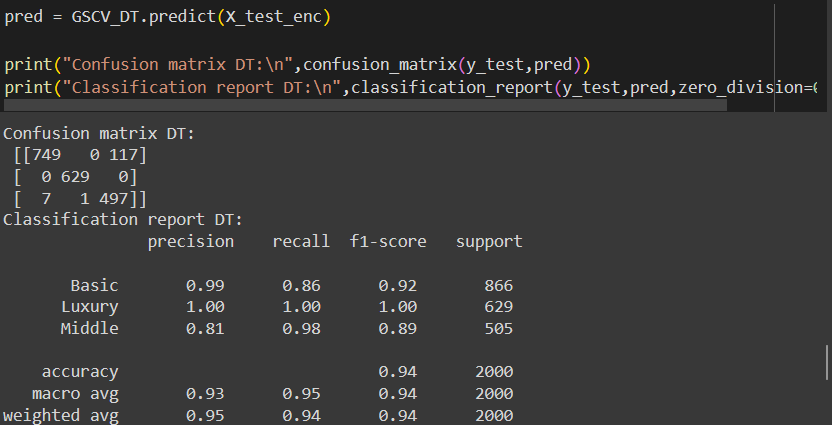 pred = GSCV_DT.predict(X_test_enc)
print("Confusion matrix DT:\n",confusion_matrix(y_test,pred))
print("Classification report DT:\n",classification_report(y_test,pred,zero_division=0
Confusion matrix DT:
[[749 0 117]
[ 0 629 0]
[ 7 1 497]]
Classification report DT:
precision recall f1-score support
Basic 0.99 0.86 0.92 866
Luxury 1.00 1.00 1.00 629
Middle 0.81 0.98 0.89 505
accuracy 0.94 2000
macro avg 0.93 0.95 0.94 2000
weighted avg 0.95 0.94 0.94 2000